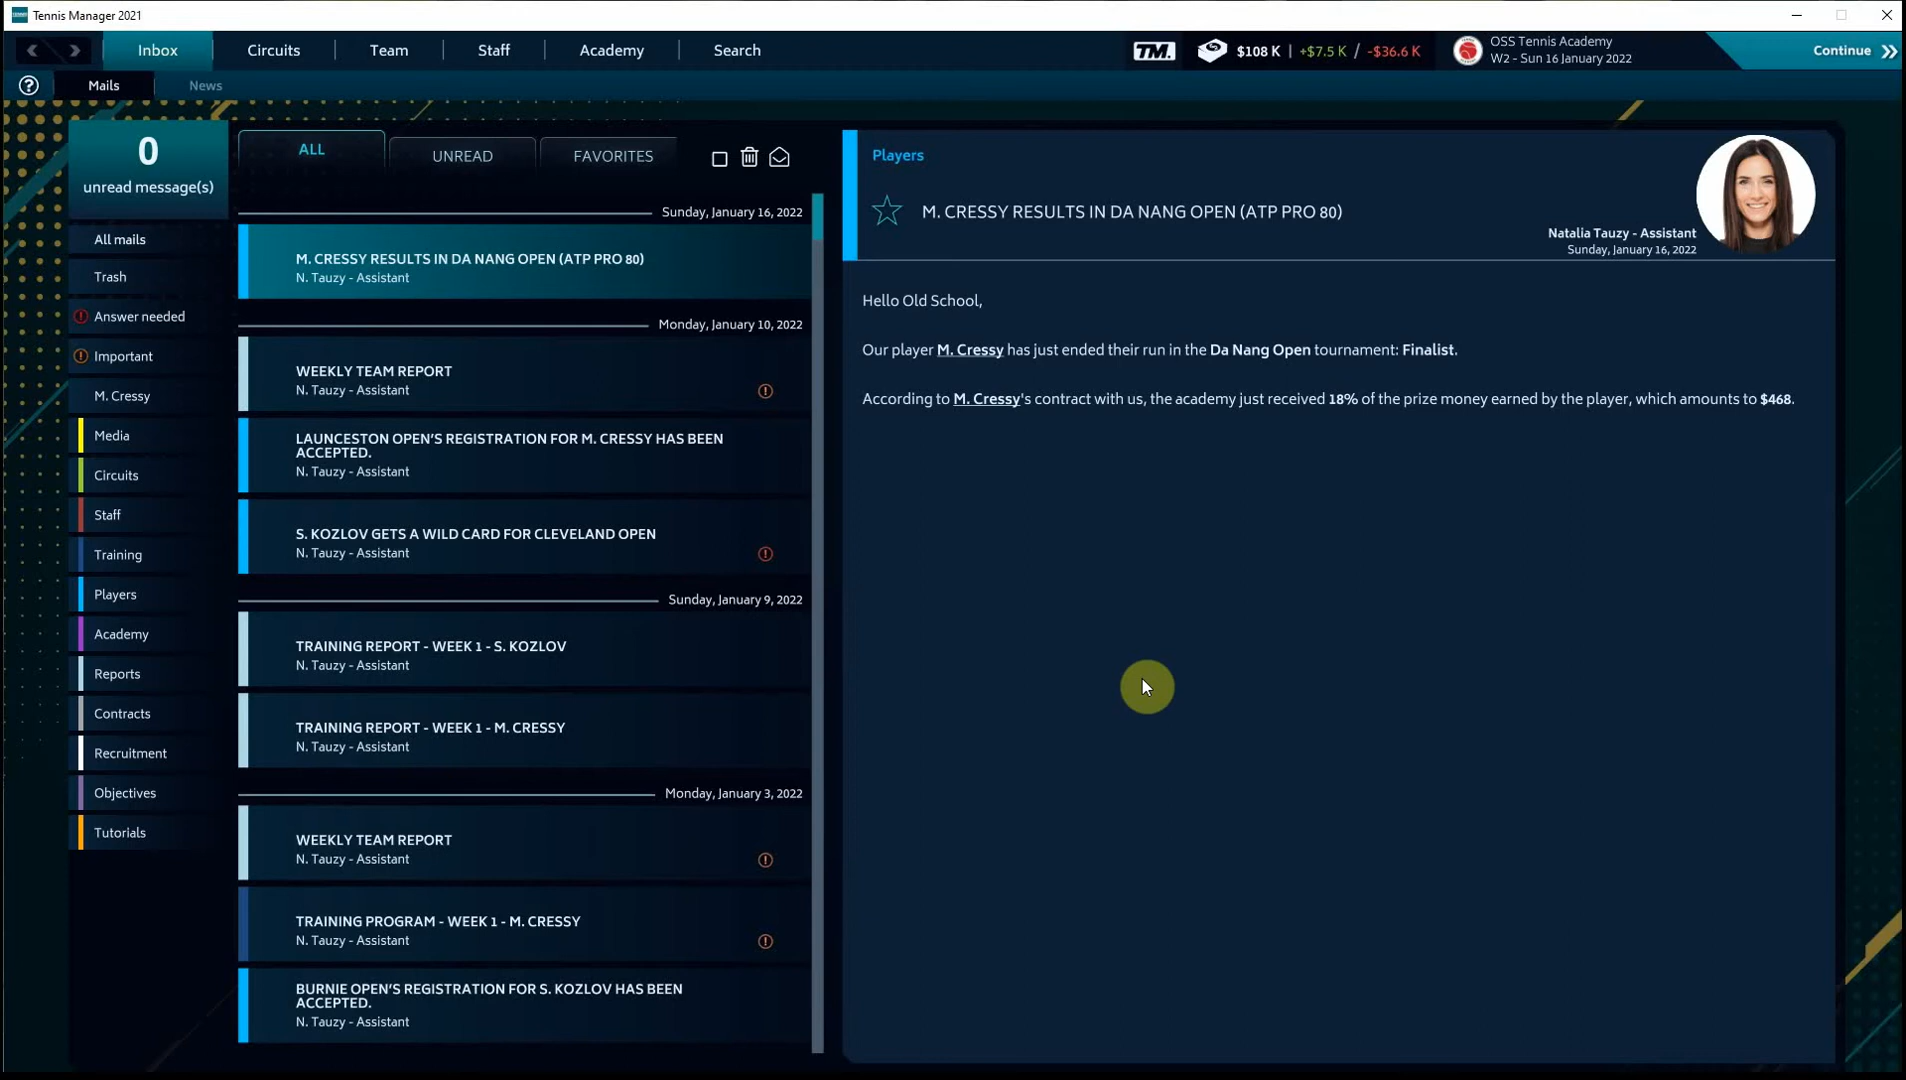 Tennis Manager 2021
Inbox
Circuits
Team
Staff
Academy
Search
TM.
$108 K | +$7.5 K / -$36.6 K
OSS Tennis Academy
W2 - Sun 16 January 2022
Continue
Mails
News
0
unread message(s)
All mails
Trash
Answer needed
Important
M. Cressy
Media
Circuits
Staff
Training
Players
Academy
Reports
Contracts
Recruitment
Objectives
Tutorials
ALL
UNREAD
FAVORITES
Sunday, January 16, 2022
M. CRESSY RESULTS IN DA NANG OPEN (ATP PRO 80)
N. Tauzy - Assistant
Monday, January 10, 2022
WEEKLY TEAM REPORT
N. Tauzy - Assistant
LAUNCESTON OPEN'S REGISTRATION FOR M. CRESSY HAS BEEN
ACCEPTED.
N. Tauzy - Assistant
S. KOZLOV GETS A WILD CARD FOR CLEVELAND OPEN
N. Tauzy - Assistant
Sunday, January 9, 2022
TRAINING REPORT - WEEK 1 - S. KOZLOV
N. Tauzy - Assistant
TRAINING REPORT - WEEK 1 - M. CRESSY
N. Tauzy - Assistant
Monday, January 3, 2022
WEEKLY TEAM REPORT
N. Tauzy - Assistant
TRAINING PROGRAM - WEEK 1 - M. CRESSY
N. Tauzy - Assistant
BURNIE OPEN'S REGISTRATION FOR S. KOZLOV HAS BEEN
ACCEPTED.
N. Tauzy - Assistant
Players
M. CRESSY RESULTS IN DA NANG OPEN (ATP PRO 80)
Natalia Tauzy - Assistant
Sunday, January 16, 2022
Hello Old School,
Our player M. Cressy has just ended their run in the Da Nang Open tournament: Finalist.
According to M. Cressy's contract with us, the academy just received 18% of the prize money earned by the player, which amounts to $468.